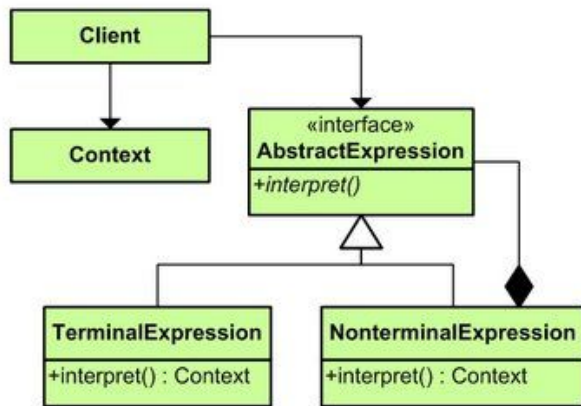 Client
Context
«interface»
AbstractExpression
+interpret()
TerminalExpression
+interpret() : Context
NonterminalExpression
+interpret() : Context